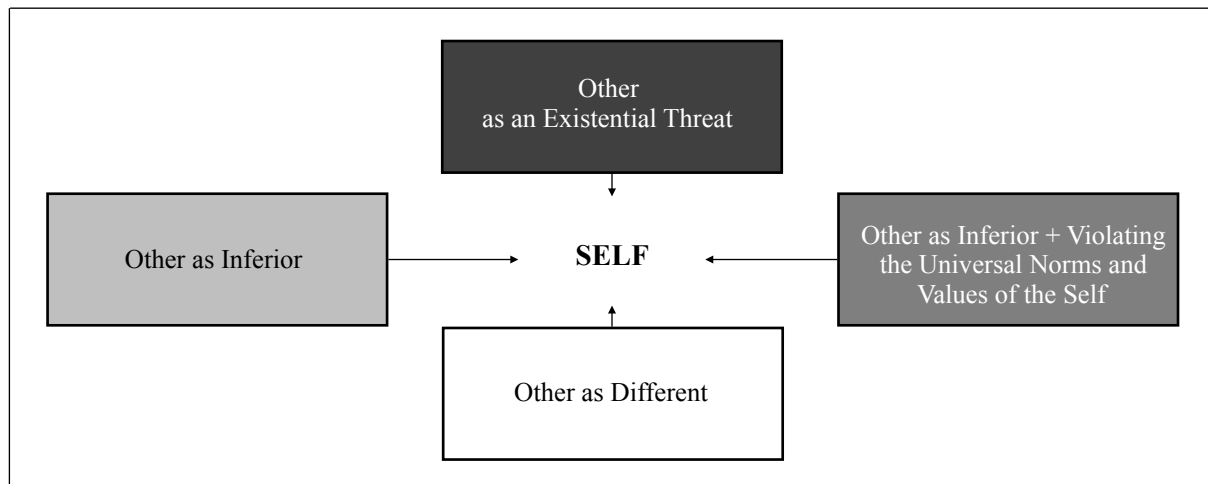 Other
as an Existential Threat
Other as Inferior
SELF
Other as Inferior + Violating
the Universal Norms and
Values of the Self
Other as Different